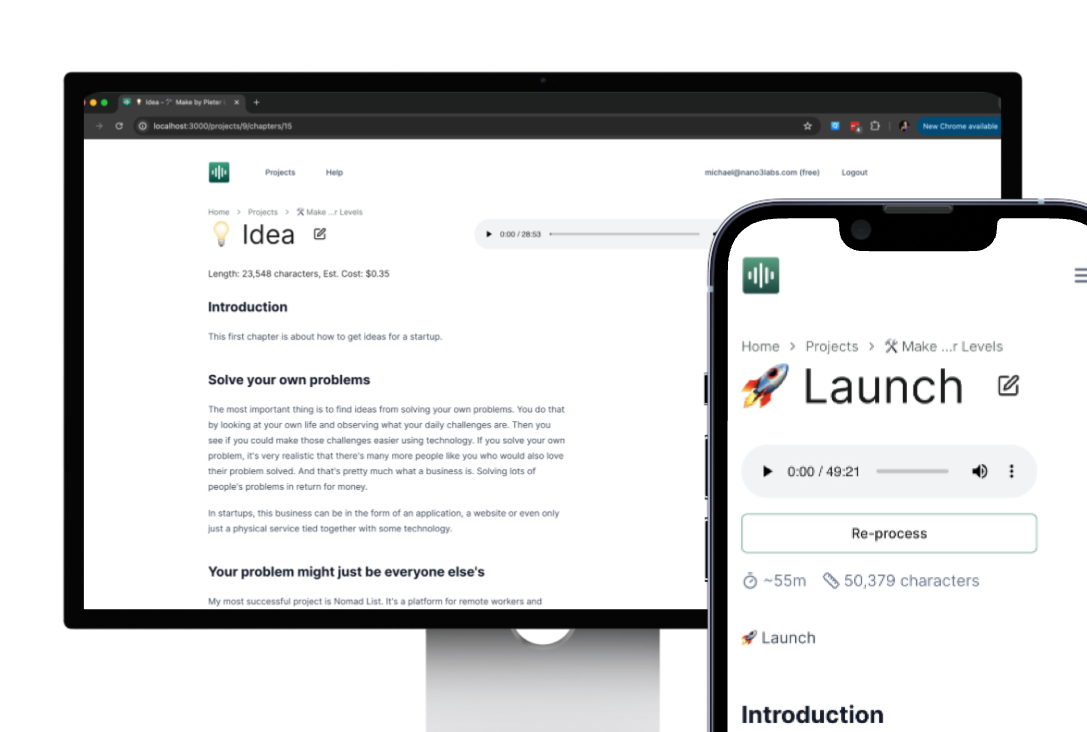 Idea - 🛠 Make by Pieter
localhost:3000/projects/9/chapters/15
New Chrome available
Projects
Help
michael@nano3labs.com (free)
Logout
Home > Projects > 🛠 Make ...r Levels
💡 Idea
0:00 / 28:53
Length: 23,548 characters, Est. Cost: $0.35
Introduction
This first chapter is about how to get ideas for a startup.
Solve your own problems
The most important thing is to find ideas from solving your own problems. You do that
by looking at your own life and observing what your daily challenges are. Then you
see if you could make those challenges easier using technology. If you solve your own
problem, it's very realistic that there's many more people like you who would also love
their problem solved. And that's pretty much what a business is. Solving lots of
people's problems in return for money.
In startups, this business can be in the form of an application, a website or even only
just a physical service tied together with some technology.
Your problem might just be everyone else's
My most successful project is Nomad List. It's a platform for remote workers and
Home > Projects > 🛠 Make ...r Levels
🚀 Launch
0:00 / 49:21
Re-process
⏱ ~55m 📏 50,379 characters
🚀 Launch
Introduction